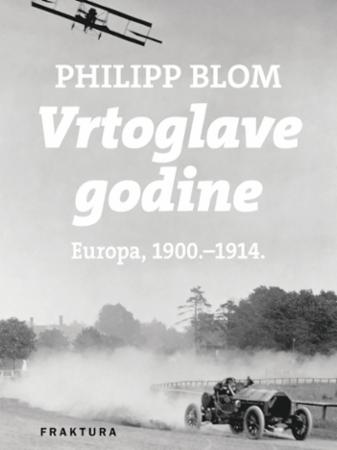 PHILIPP BLOM
Vrtoglave
godine
Europa, 1900.–1914.
FRAKTURA